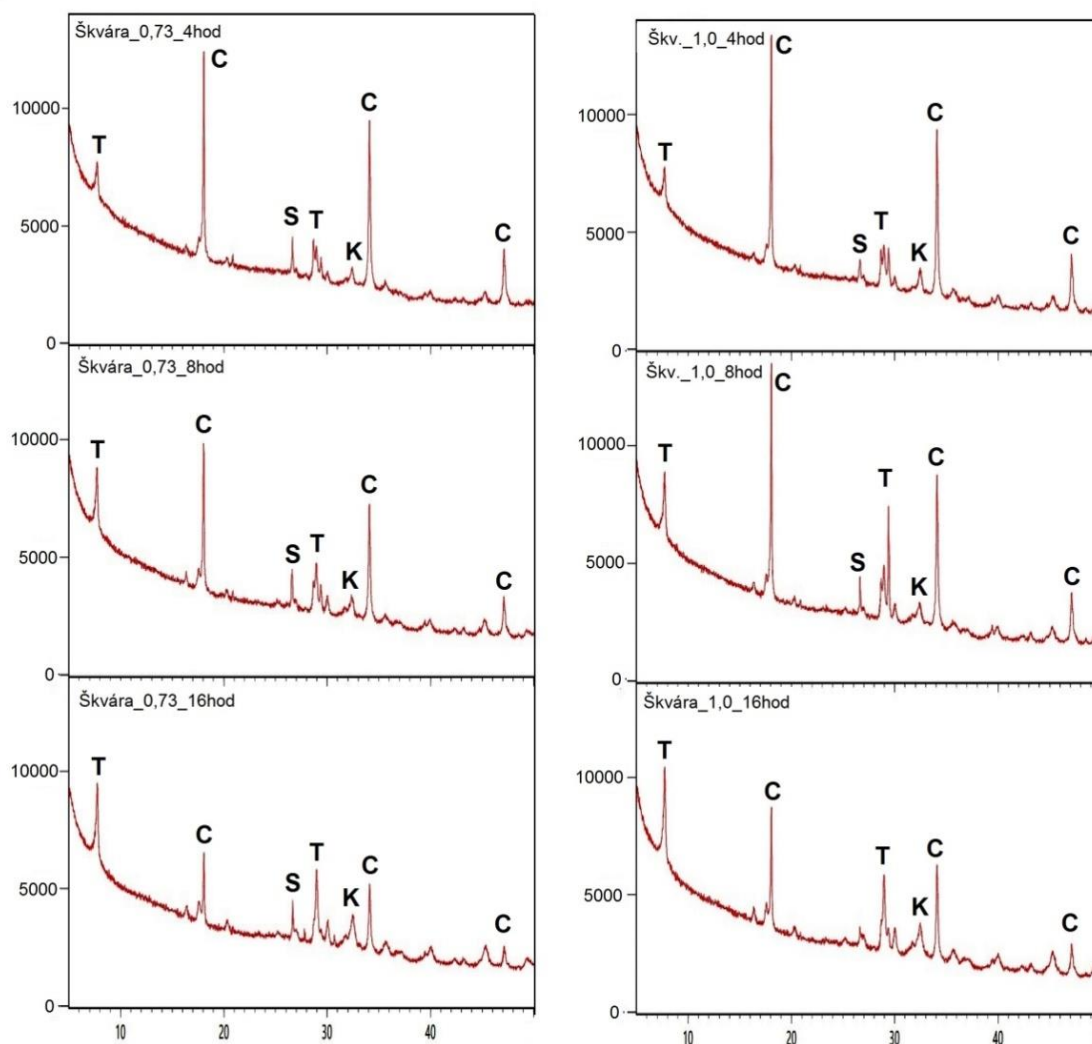 Škvára_0,73_4hod
T
C
S
T
K
C
C
10000
5000
0
Škv._1,0_4hod
T
C
S
T
K
C
C
10000
5000
0
Škvára_0,73_8hod
T
C
S
T
K
C
C
10000
5000
0
Škv._1,0_8hod
T
C
S
T
K
C
C
10000
5000
0
Škvára_0,73_16hod
T
C
S
T
K
C
C
10000
5000
0
10 20 30 40
Škvára_1,0_16hod
T
C
T
K
C
C
10000
5000
0
10 20 30 40